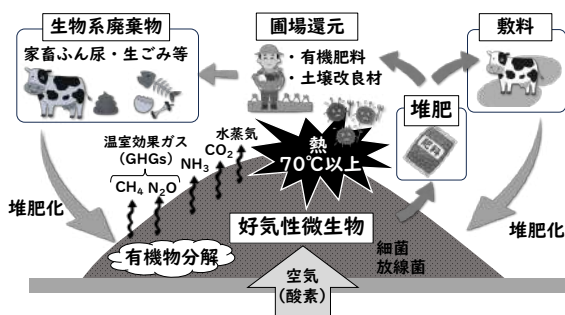 生物系廃棄物
家畜ふん尿・生ごみ等
圃場還元
・有機肥料
・土壌改良材
敷料
堆肥
温室効果ガス
(GHGs)
CH₄ N₂O
NH₃
CO₂
水蒸気
熱
70℃以上
堆肥化
好気性微生物
有機物分解
細菌
放線菌
堆肥化
空気
(酸素)